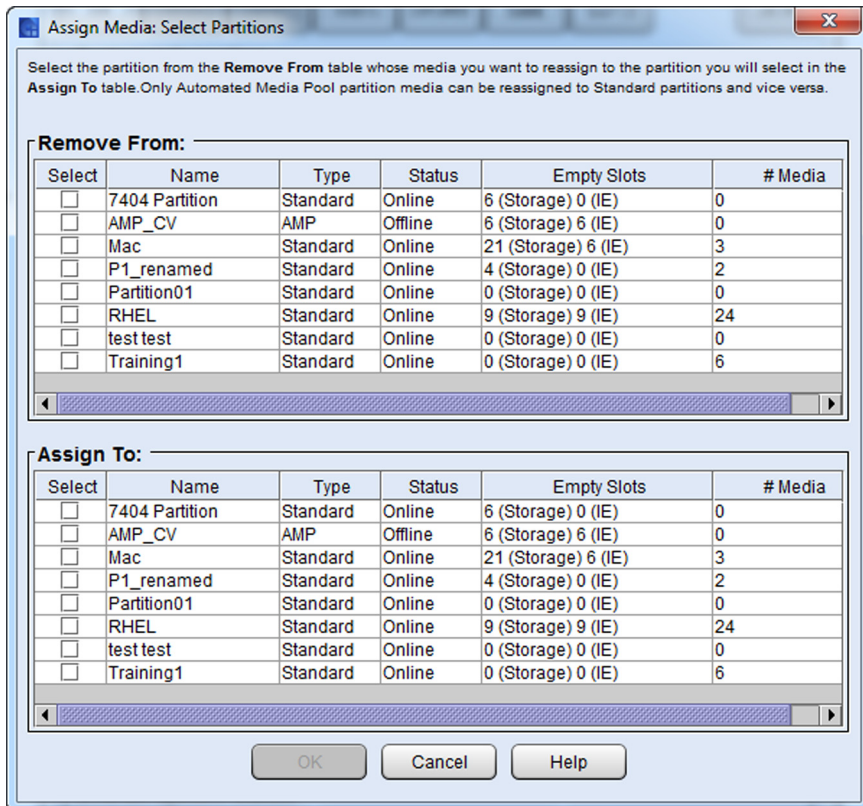 Assign Media: Select Partitions
Select the partition from the Remove From table whose media you want to reassign to the partition you will select in the
Assign To table.Only Automated Media Pool partition media can be reassigned to Standard partitions and vice versa.
Remove From:
Select Name Type Status Empty Slots # Media
7404 Partition Standard Online 6 (Storage) 0 (IE) 0
AMP_CV AMP Offline 6 (Storage) 6 (IE) 0
Mac Standard Online 21 (Storage) 6 (IE) 3
P1_renamed Standard Online 4 (Storage) 0 (IE) 2
Partition01 Standard Online 0 (Storage) 0 (IE) 0
RHEL Standard Online 9 (Storage) 9 (IE) 24
test test Standard Online 0 (Storage) 0 (IE) 0
Training1 Standard Online 0 (Storage) 0 (IE) 6
Assign To:
Select Name Type Status Empty Slots # Media
7404 Partition Standard Online 6 (Storage) 0 (IE) 0
AMP_CV AMP Offline 6 (Storage) 6 (IE) 0
Mac Standard Online 21 (Storage) 6 (IE) 3
P1_renamed Standard Online 4 (Storage) 0 (IE) 2
Partition01 Standard Online 0 (Storage) 0 (IE) 0
RHEL Standard Online 9 (Storage) 9 (IE) 24
test test Standard Online 0 (Storage) 0 (IE) 0
Training1 Standard Online 0 (Storage) 0 (IE) 6
OK Cancel Help